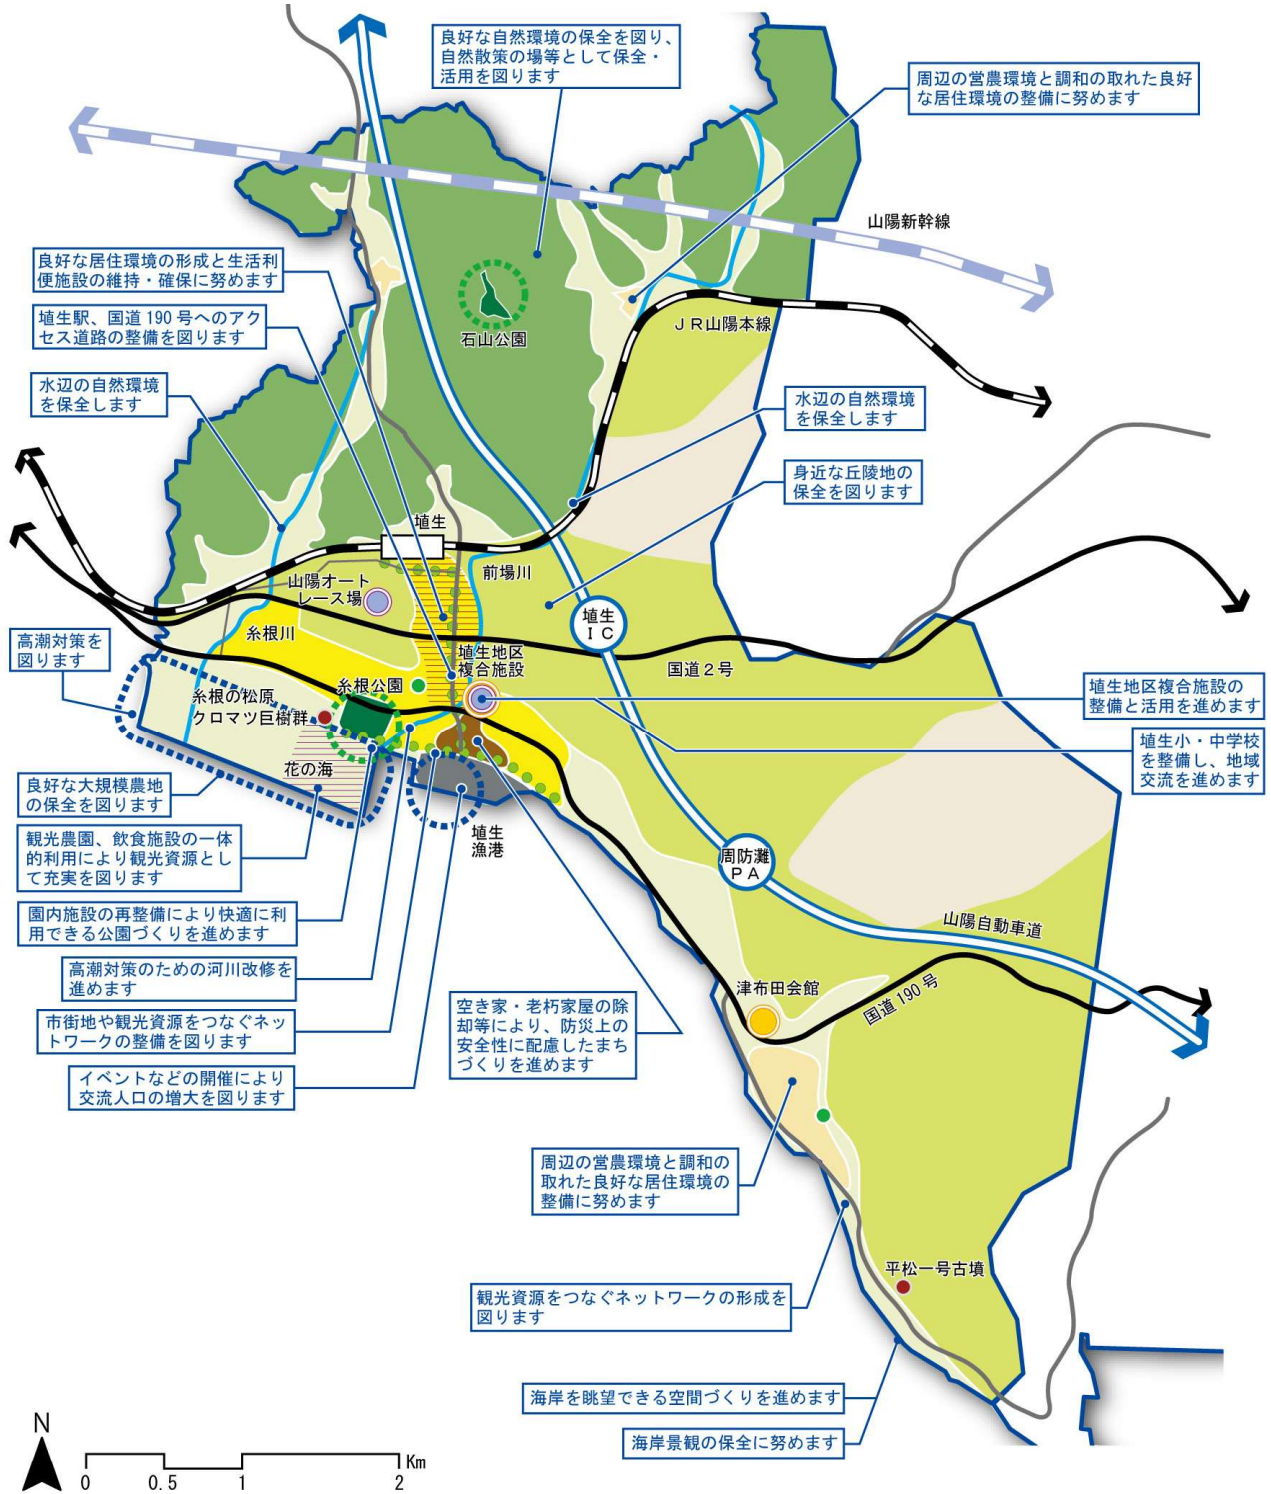 良好な自然環境の保全を図り、
自然散策の場等として保全・
活用を図ります
周辺の営農環境と調和の取れた良好
な居住環境の整備に努めます
山陽新幹線
良好な居住環境の形成と生活利
便施設の維持・確保に努めます
埴生駅、国道190号へのアク
セス道路の整備を図ります
石山公園
JR山陽本線
水辺の自然環境
を保全します
水辺の自然環境
を保全します
身近な丘陵地の
保全を図ります
埴生
前場川
山陽オート
レース場
埴生
IC
糸根川
高潮対策を
図ります
埴生地区
複合施設
国道2号
糸根公園
埴生地区複合施設の
整備と活用を進めます
糸根の松原
クロマツ巨樹群
埴生小・中学校
を整備し、地域
交流を進めます
花の海
良好な大規模農地
の保全を図ります
埴生
漁港
観光農園、飲食施設の一体
的利用により観光資源とし
て充実を図ります
周防灘
PA
園内施設の再整備により快適に利
用できる公園づくりを進めます
山陽自動車道
高潮対策のための河川改修を
進めます
津布田会館
国道190号
市街地や観光資源をつなぐネッ
トワークの整備を図ります
空き家・老朽家屋の除
却等により、防災上の
安全性に配慮したまち
づくりを進めます
イベントなどの開催により
交流人口の増大を図ります
周辺の営農環境と調和の
取れた良好な居住環境の
整備に努めます
平松一号古墳
観光資源をつなぐネットワークの形成を
図ります
海岸を眺望できる空間づくりを進めます
海岸景観の保全に努めます
N
Km
0 0.5 1 2